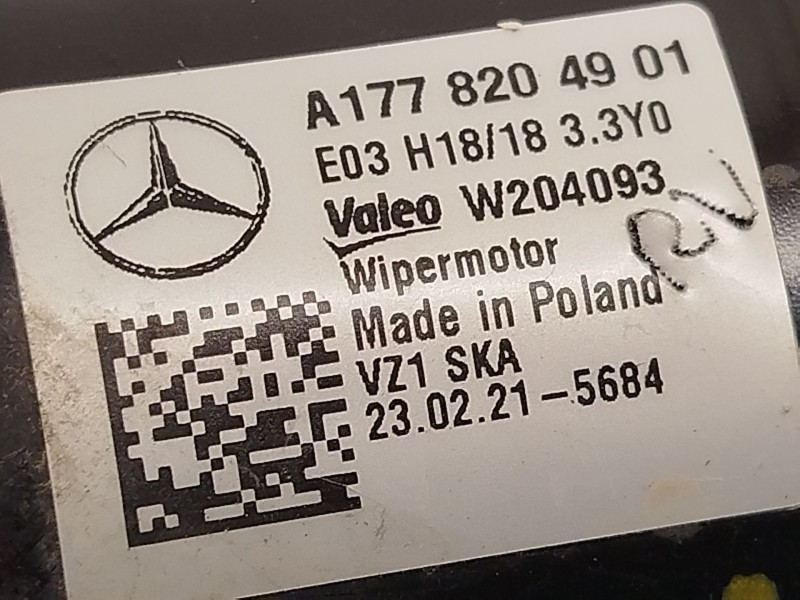 A177 820 49 01
E03 H18/18 3.3Y0
Valeo W204093
Wipermotor
Made in Poland
VZ1 SKA
23.02.21-5684